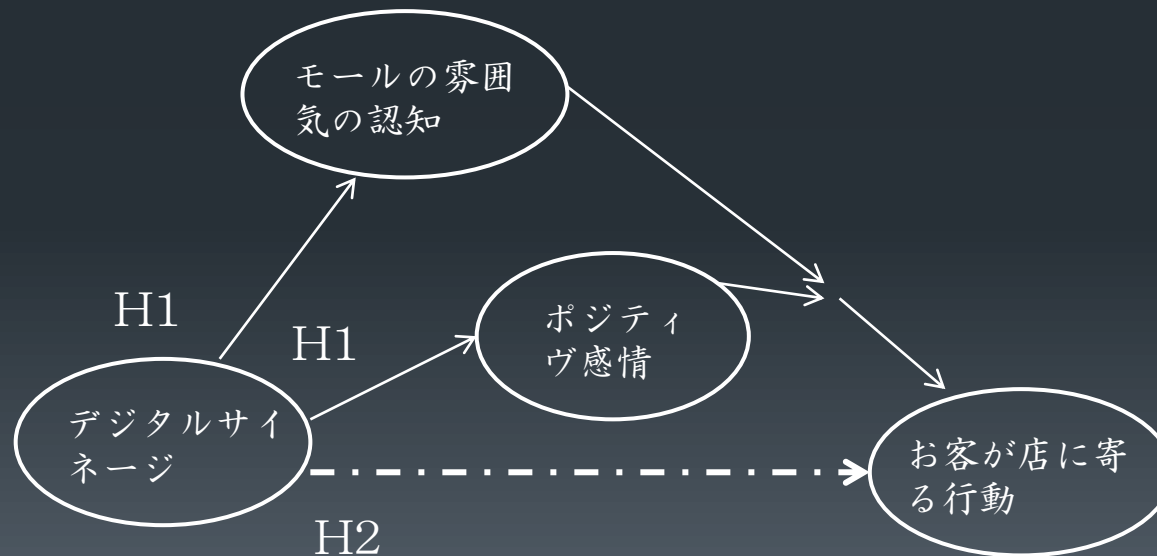 モールの雰囲
気の認知
H1
H1
ポジティ
ヴ感情
デジタルサイ
ネージ
お客が店に寄
る行動
H2